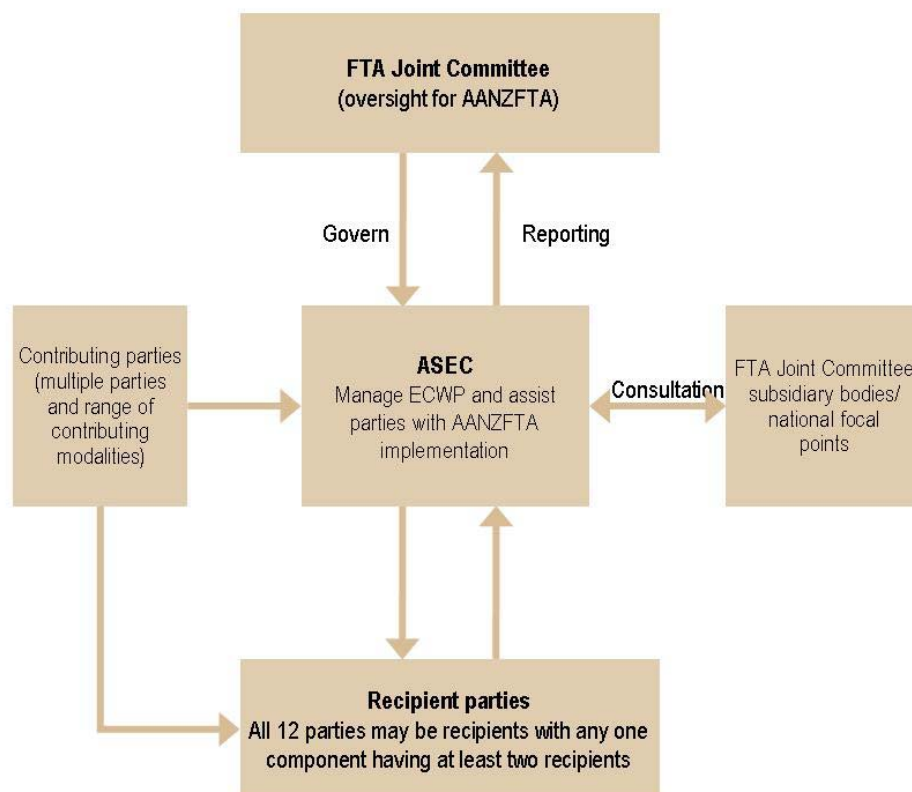 FTA Joint Committee
(oversight for AANZFTA)
Govern
Reporting
Contributing parties
(multiple parties
and range of
contributing
modalities)
ASEC
Manage ECWP and assist
parties with AANZFTA
implementation
Consultation
FTA Joint Committee
subsidiary bodies/
national focal
points
Recipient parties
All 12 parties may be recipients with any one
component having at least two recipients